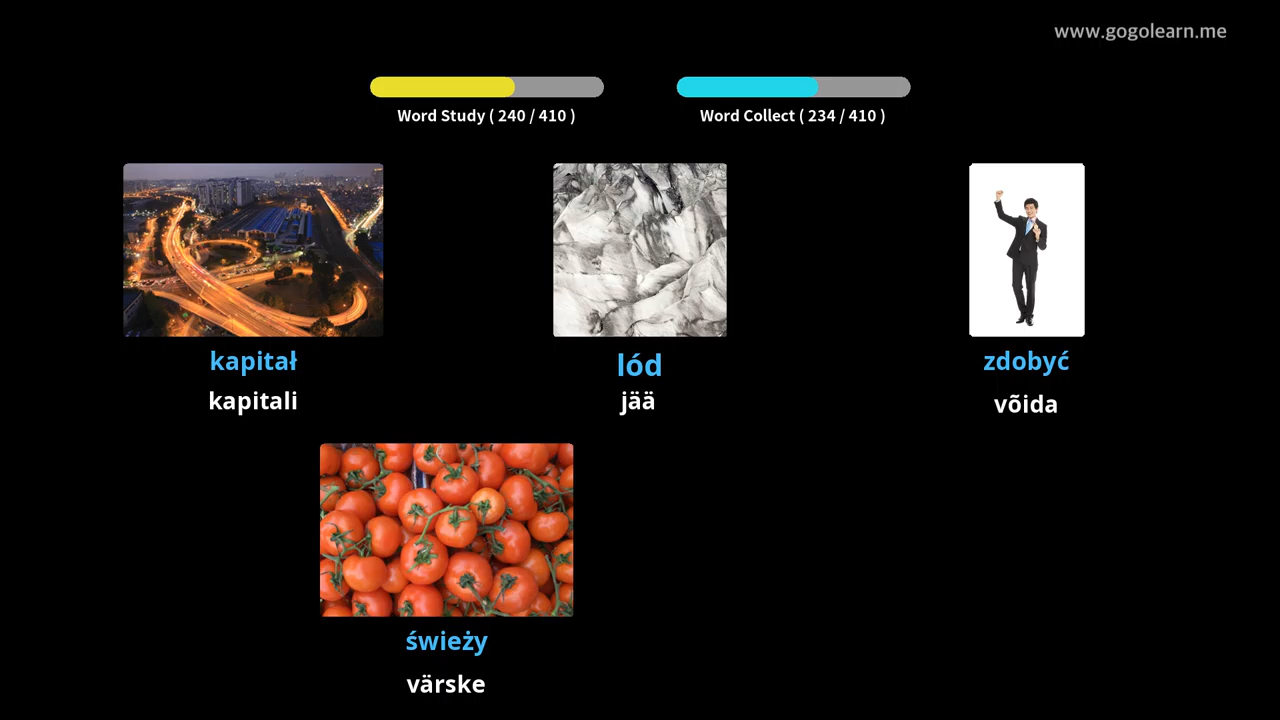 www.gogolearn.me
Word Study ( 240 / 410 )
Word Collect ( 234 / 410 )
kapitał
kapitali
lód
jää
zdobyć
võida
świeży
värske